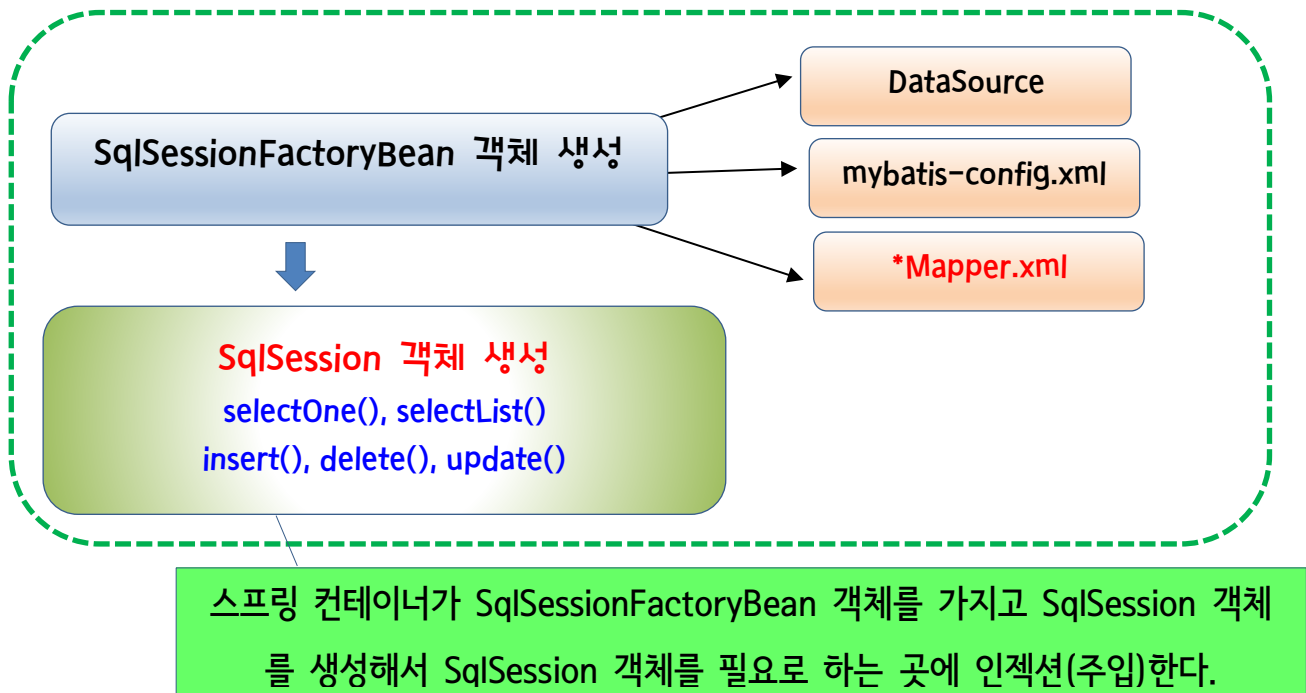 SqlSessionFactoryBean 객체 생성
DataSource
mybatis-config.xml
*Mapper.xml
SqlSession 객체 생성
selectOne(), selectList()
insert(), delete(), update()
스프링 컨테이너가 SqlSessionFactoryBean 객체를 가지고 SqlSession 객체
를 생성해서 SqlSession 객체를 필요로 하는 곳에 인젝션(주입)한다.